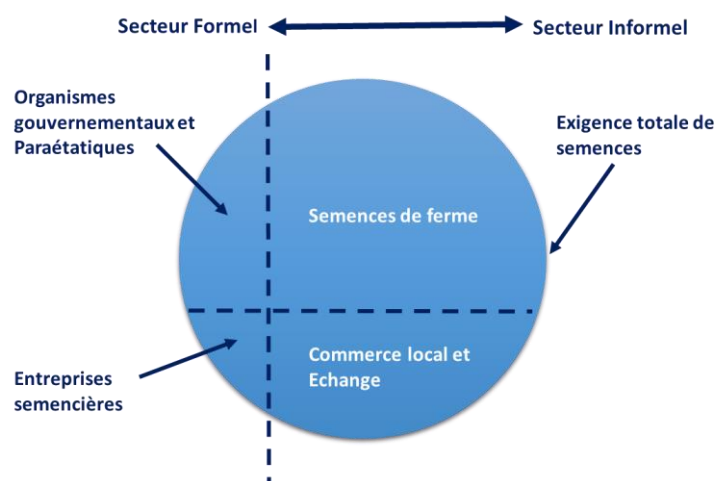 Secteur Formel
Secteur Informel
Organismes
gouvernementaux et
Paraétatiques
Exigence totale de
semences
Semences de ferme
Commerce local et
Echange
Entreprises
semencières